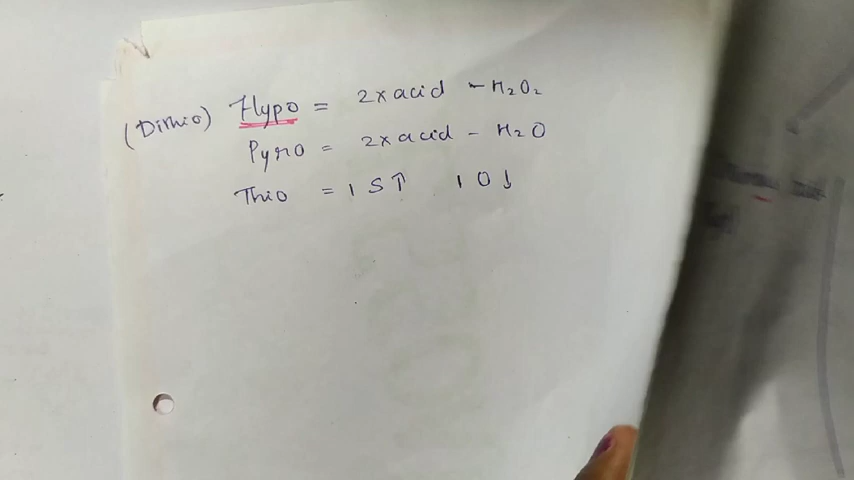 (Dithio) Hypo = 2x acid - H₂O₂
Pyro = 2x acid - H₂O
Thio = 1 S↑ 1 O↓